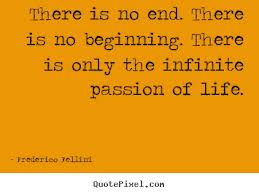 There is no end. There
is no beginning. There
is only the infinite
passion of life.
- Frederico Fellini
QuotePixel.com